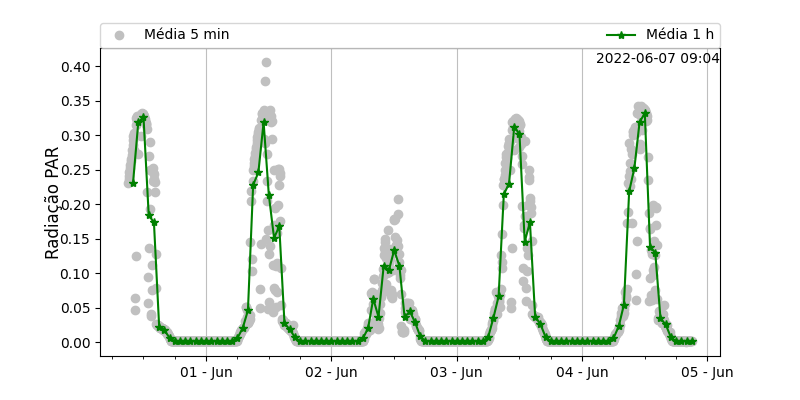 Média 5 min
Média 1 h
2022-06-07 09:04
0.40
0.35
0.30
0.25
0.20
0.15
0.10
0.05
0.00
Radiação PAR
01 - Jun
02 - Jun
03 - Jun
04 - Jun
05 - Jun